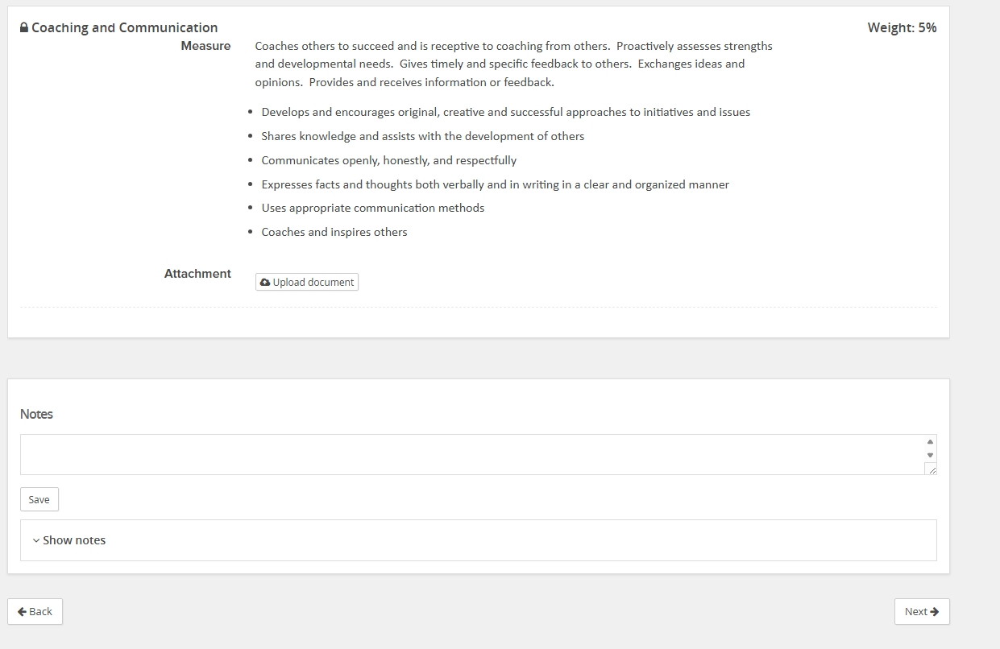 Coaching and Communication
Weight: 5%
Measure
Coaches others to succeed and is receptive to coaching from others.  Proactively assesses strengths
and developmental needs.  Gives timely and specific feedback to others.  Exchanges ideas and
opinions.  Provides and receives information or feedback.
• Develops and encourages original, creative and successful approaches to initiatives and issues
• Shares knowledge and assists with the development of others
• Communicates openly, honestly, and respectfully
• Expresses facts and thoughts both verbally and in writing in a clear and organized manner
• Uses appropriate communication methods
• Coaches and inspires others
Attachment
Upload document
Notes
Save
Show notes
Back
Next